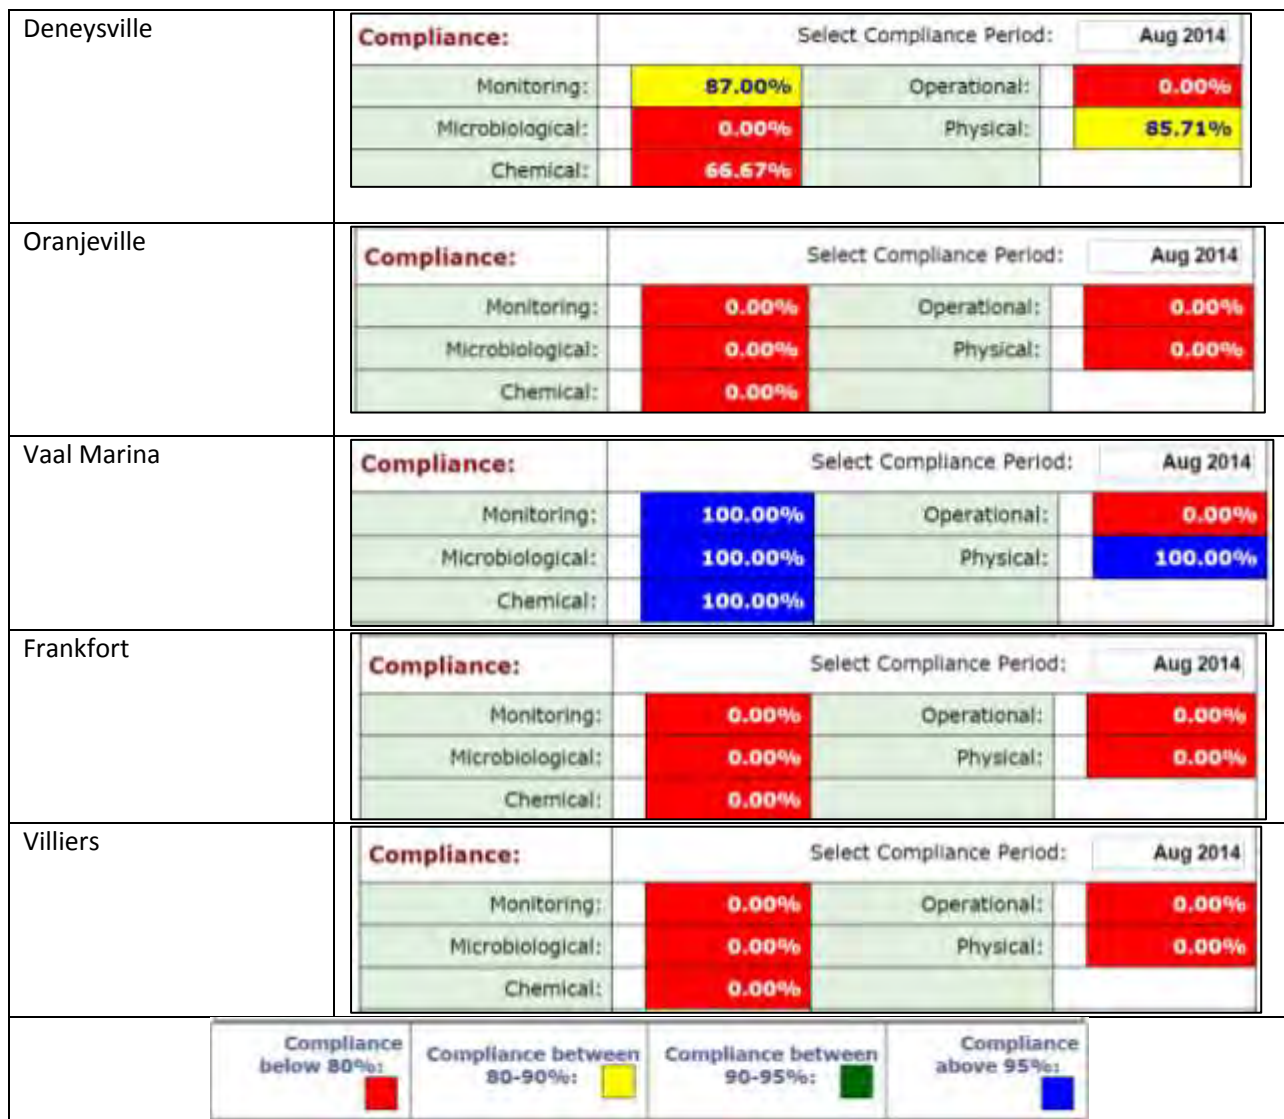 Deneysville
Compliance: Select Compliance Period: Aug 2014
Monitoring: 87.00% Operational: 0.00%
Microbiological: 0.00% Physical: 85.71%
Chemical: 66.67%
Oranjeville
Compliance: Select Compliance Period: Aug 2014
Monitoring: 0.00% Operational: 0.00%
Microbiological: 0.00% Physical: 0.00%
Chemical: 0.00%
Vaal Marina
Compliance: Select Compliance Period: Aug 2014
Monitoring: 100.00% Operational: 0.00%
Microbiological: 100.00% Physical: 100.00%
Chemical: 100.00%
Frankfort
Compliance: Select Compliance Period: Aug 2014
Monitoring: 0.00% Operational: 0.00%
Microbiological: 0.00% Physical: 0.00%
Chemical: 0.00%
Villiers
Compliance: Select Compliance Period: Aug 2014
Monitoring: 0.00% Operational: 0.00%
Microbiological: 0.00% Physical: 0.00%
Chemical: 0.00%
Compliance
below 80%:
Compliance between
80-90%:
Compliance between
90-95%:
Compliance
above 95%: